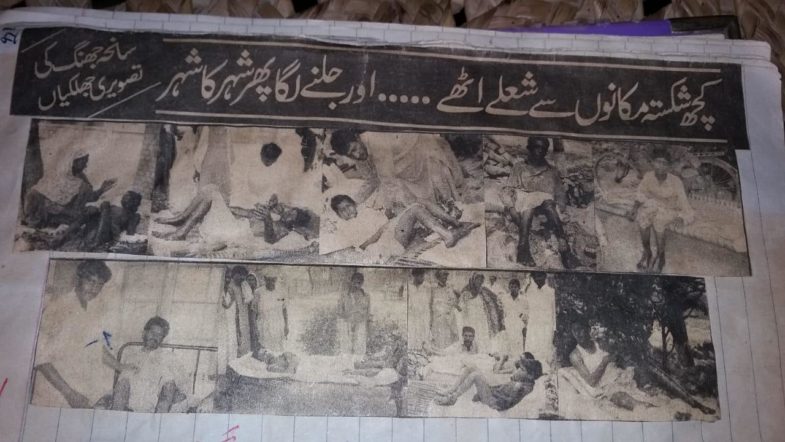 سانحہ جھنگ کی
تصویری جھلکیاں
کچھ شکستہ مکانوں سے شعلے اٹھے ..... اور جلنے لگا پھر شہر کا شہر